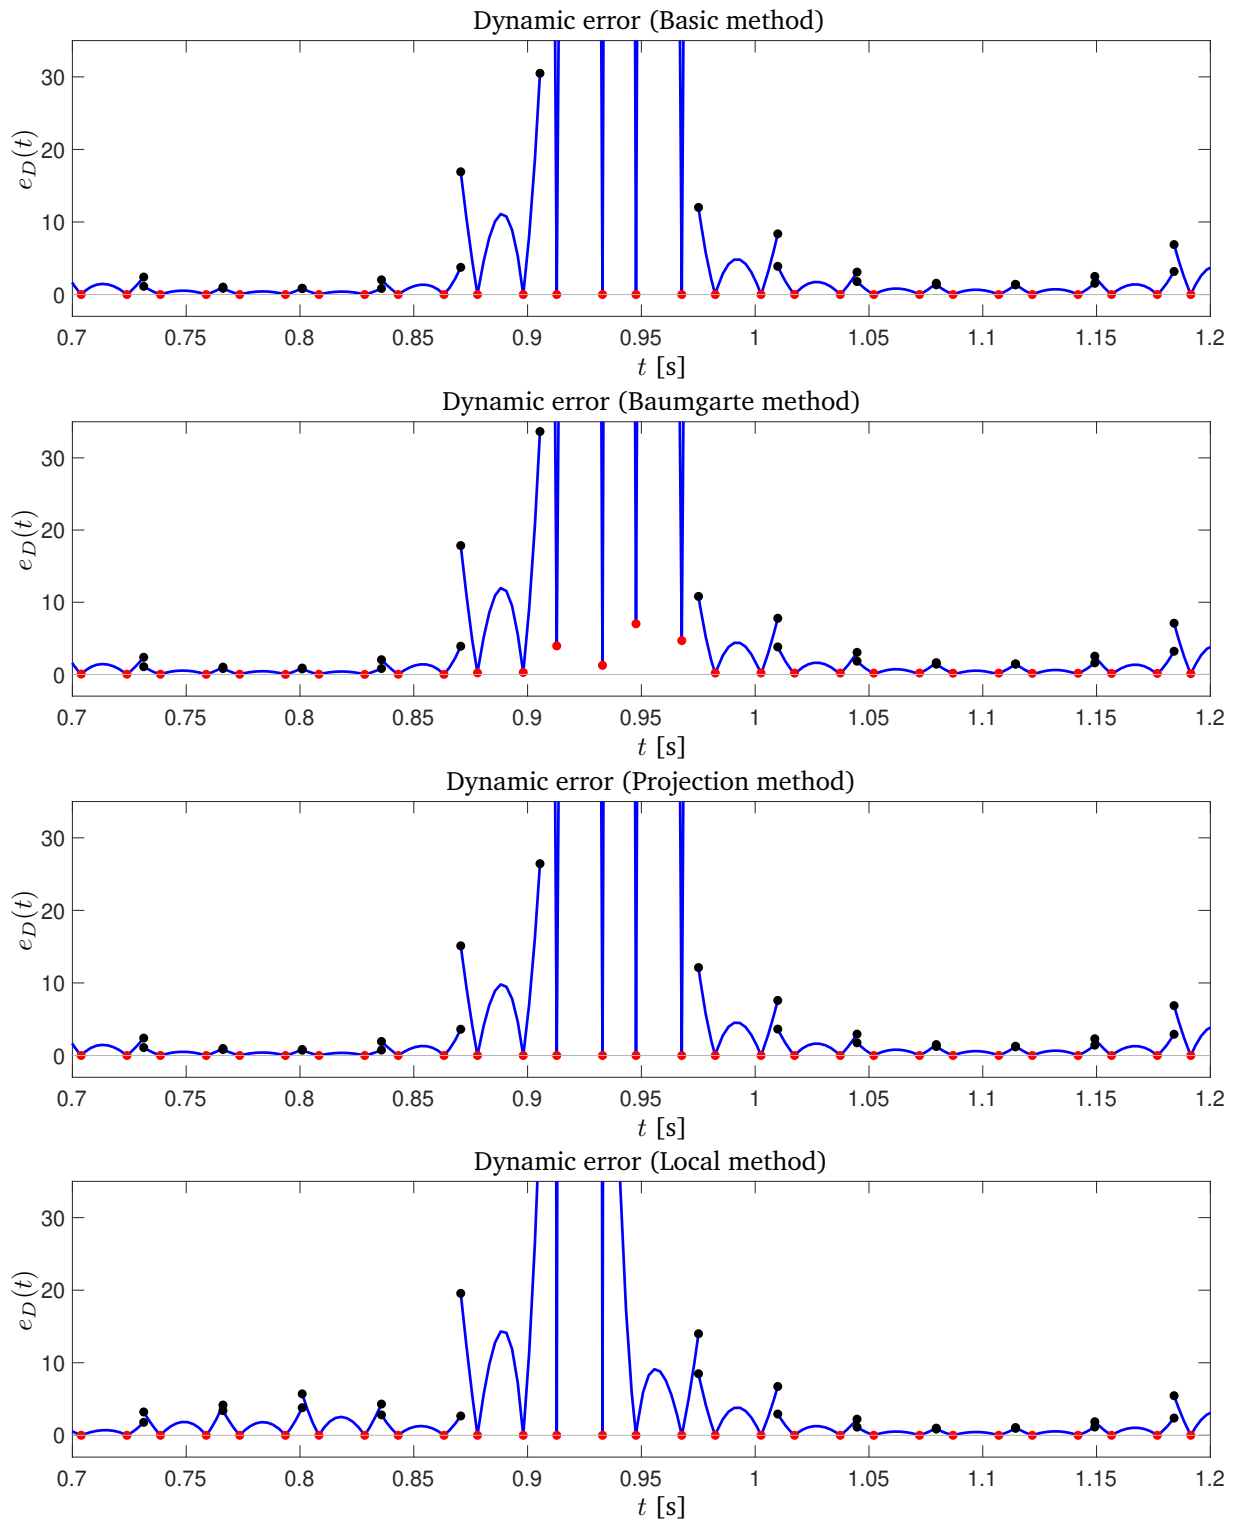 Dynamic error (Basic method)
30
20
10
0
e_D(t)
0.7 0.75 0.8 0.85 0.9 0.95 1 1.05 1.1 1.15 1.2
t [s]
Dynamic error (Baumgarte method)
30
20
10
0
e_D(t)
0.7 0.75 0.8 0.85 0.9 0.95 1 1.05 1.1 1.15 1.2
t [s]
Dynamic error (Projection method)
30
20
10
0
e_D(t)
0.7 0.75 0.8 0.85 0.9 0.95 1 1.05 1.1 1.15 1.2
t [s]
Dynamic error (Local method)
30
20
10
0
e_D(t)
0.7 0.75 0.8 0.85 0.9 0.95 1 1.05 1.1 1.15 1.2
t [s]